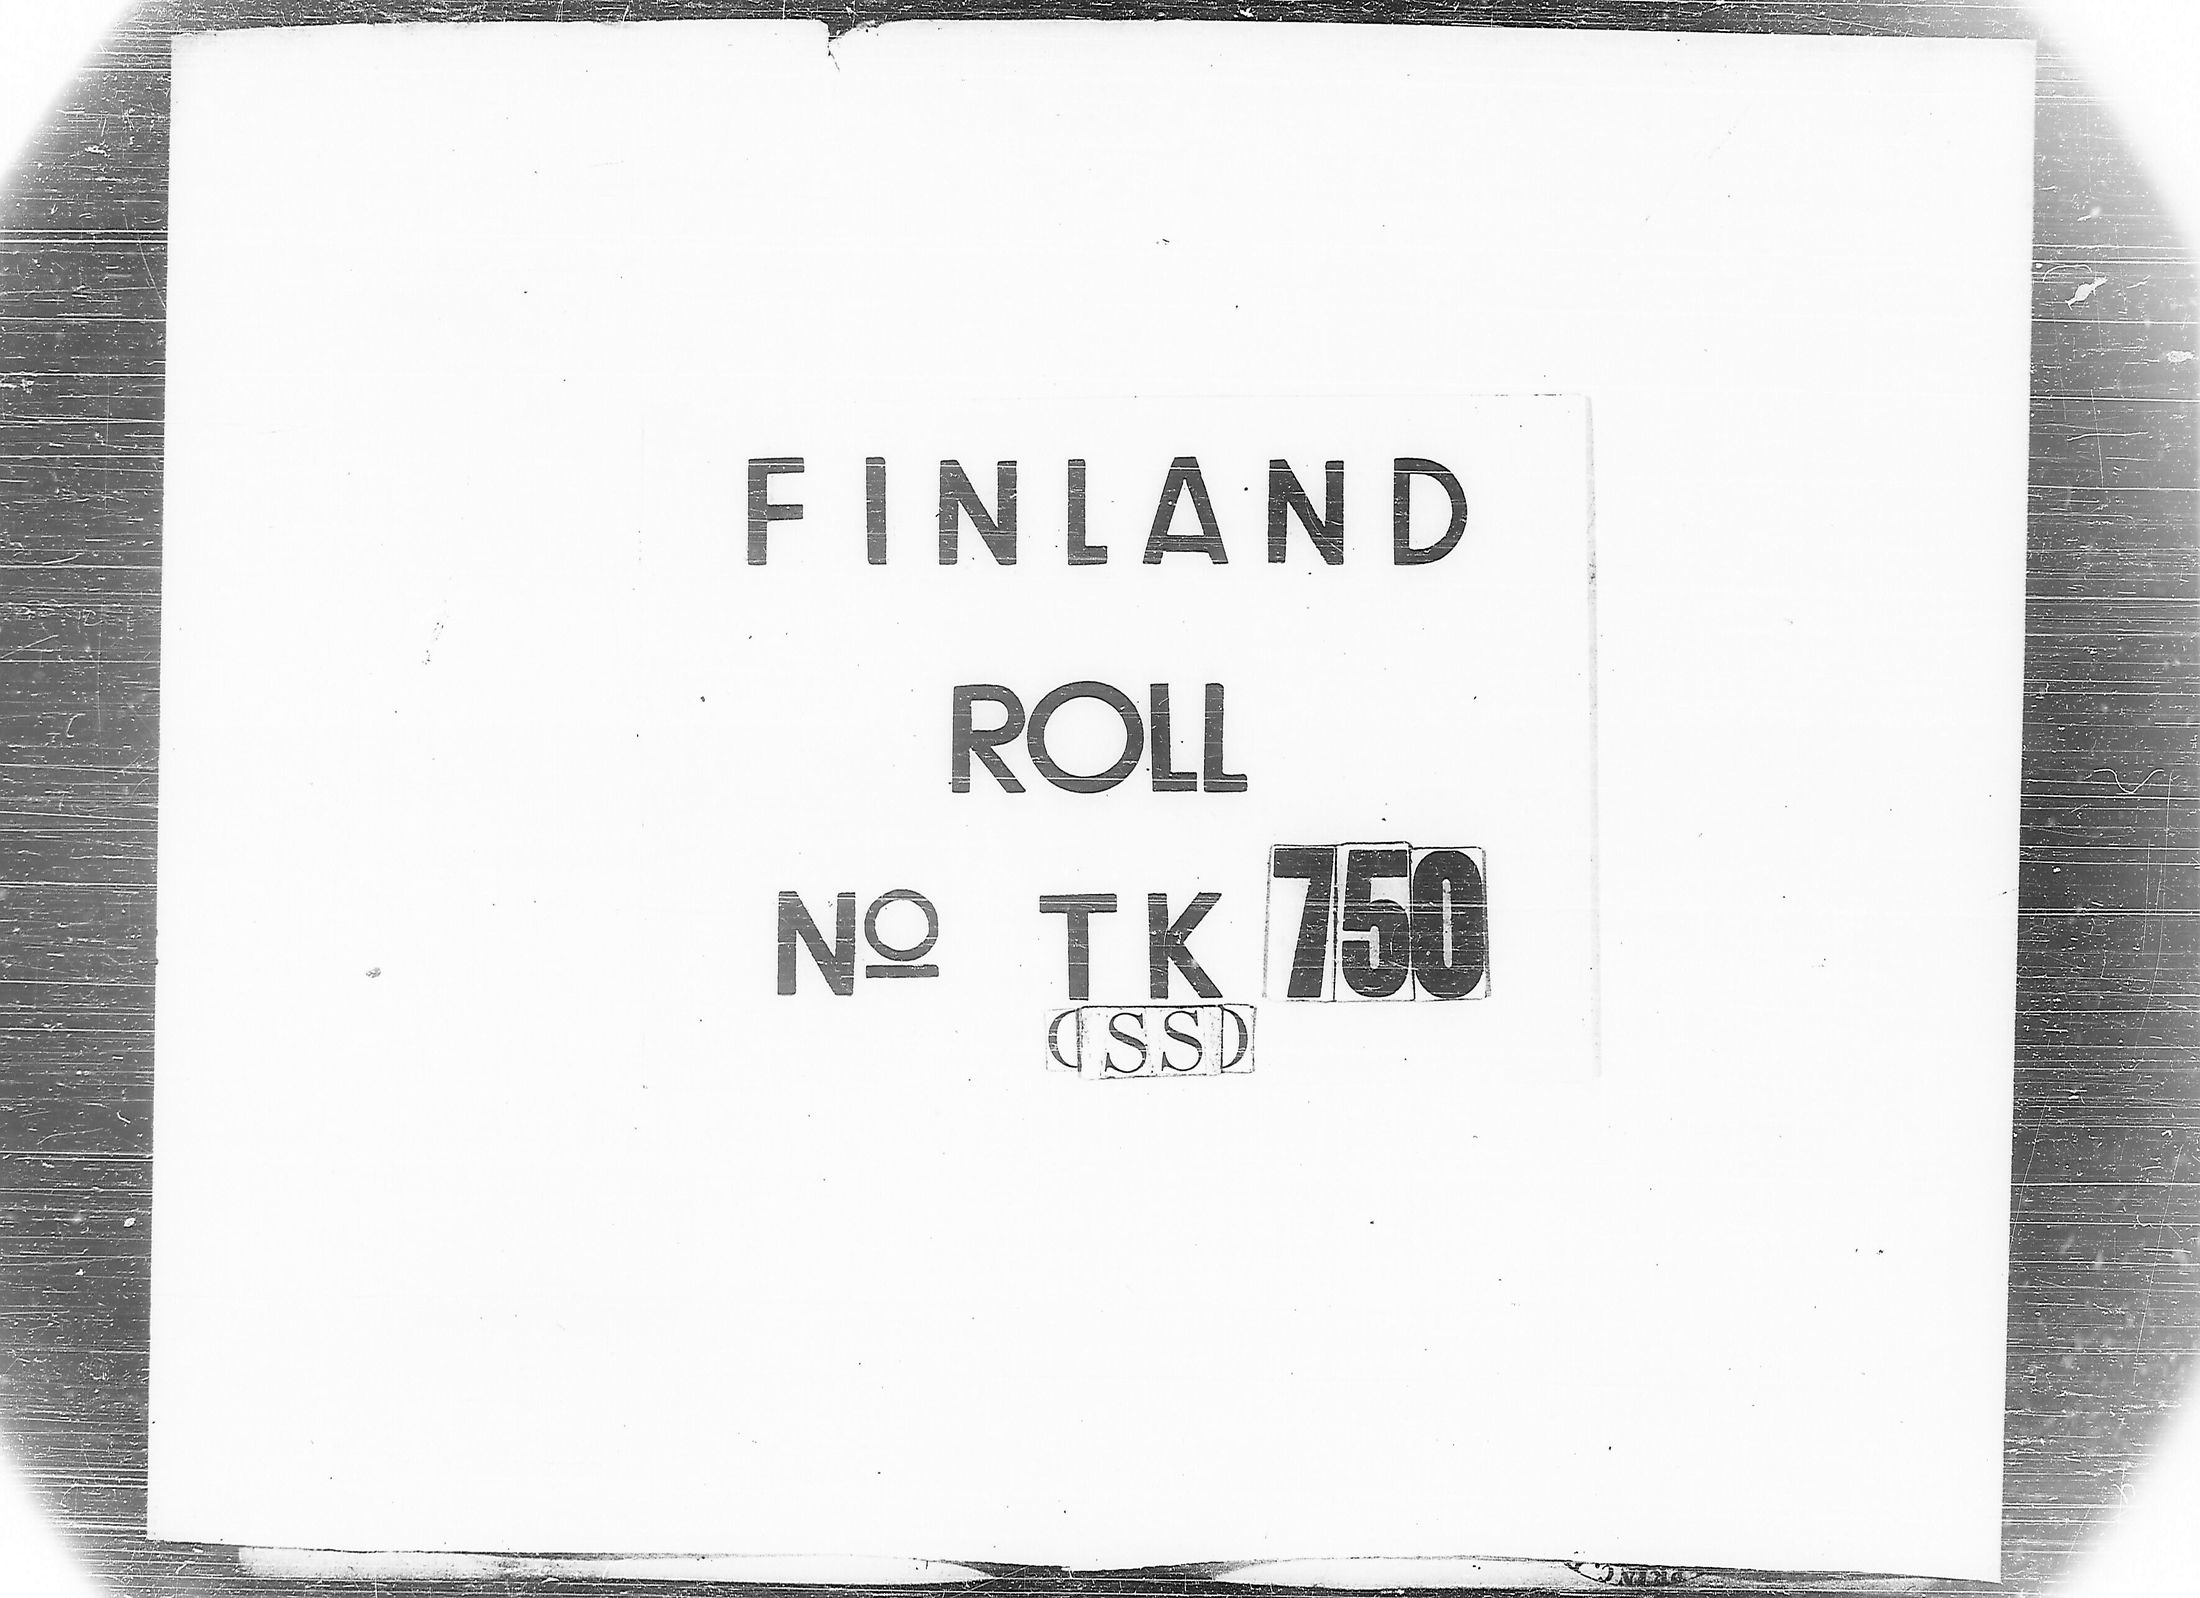 FINLAND
ROLL
Nº TK 750
(SS)